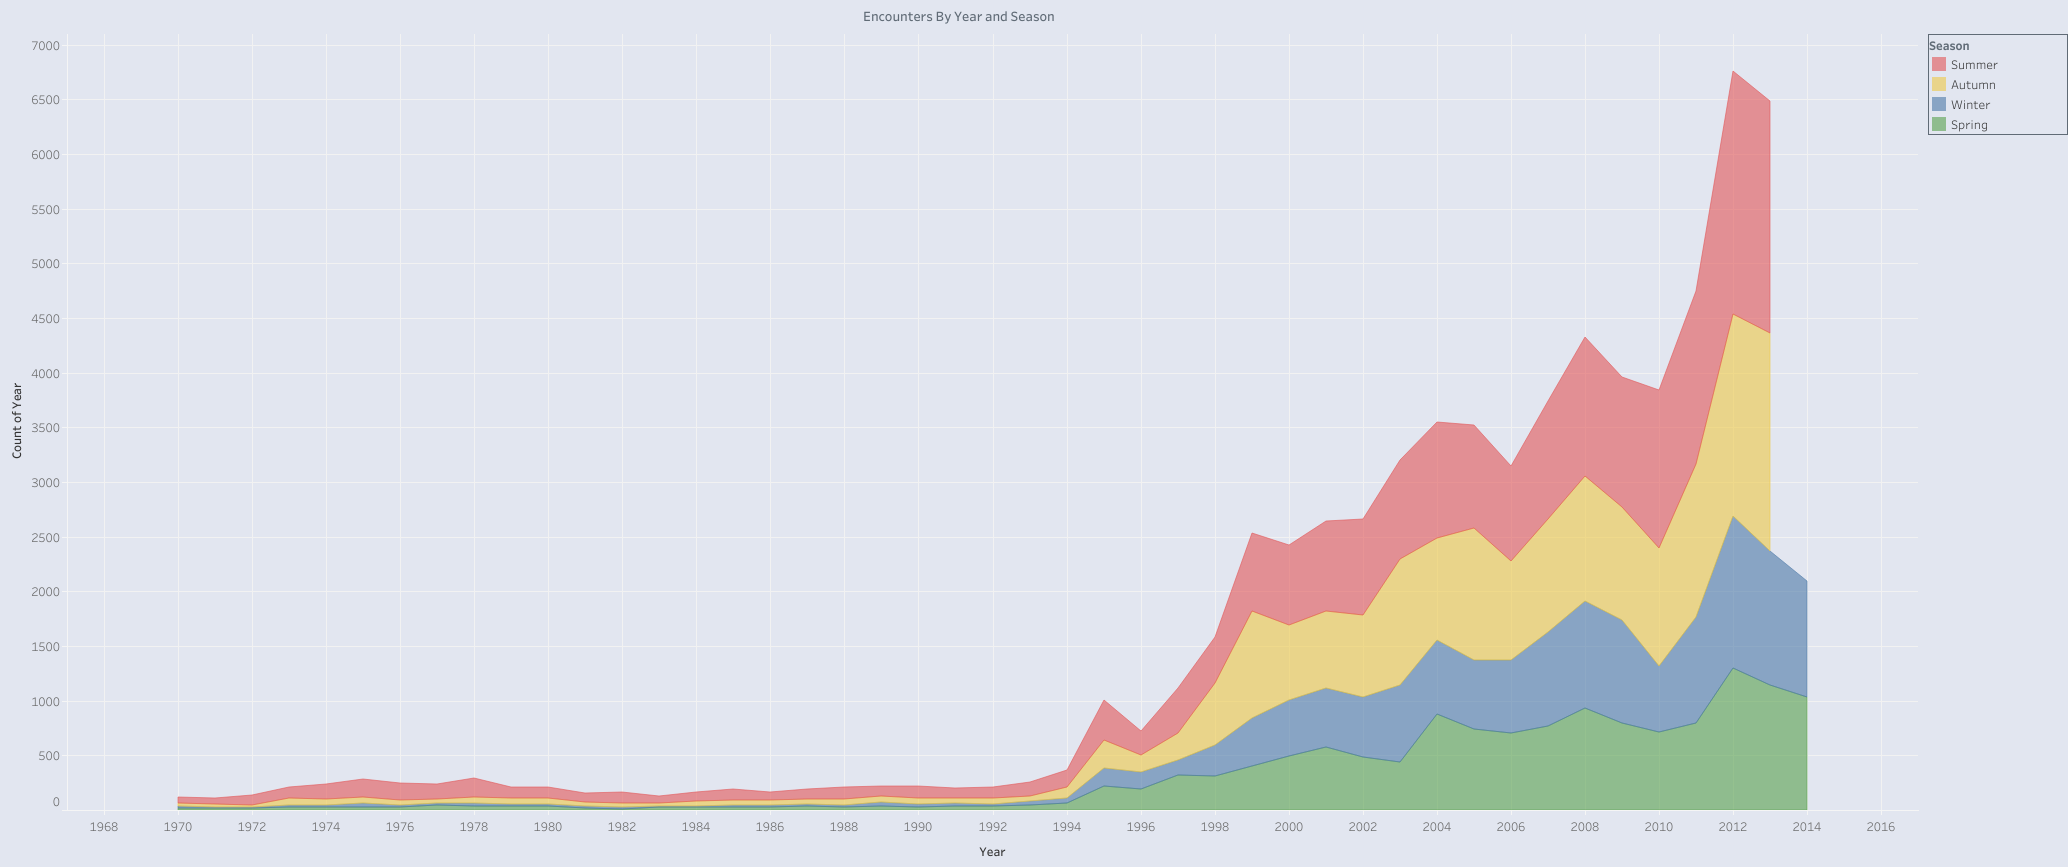 Encounters By Year and Season
7000
6500
6000
5500
5000
4500
4000
3500
3000
2500
2000
1500
1000
500
0
Count of Year
1968 1970 1972 1974 1976 1978 1980 1982 1984 1986 1988 1990 1992 1994 1996 1998 2000 2002 2004 2006 2008 2010 2012 2014 2016
Year
Season
Summer
Autumn
Winter
Spring